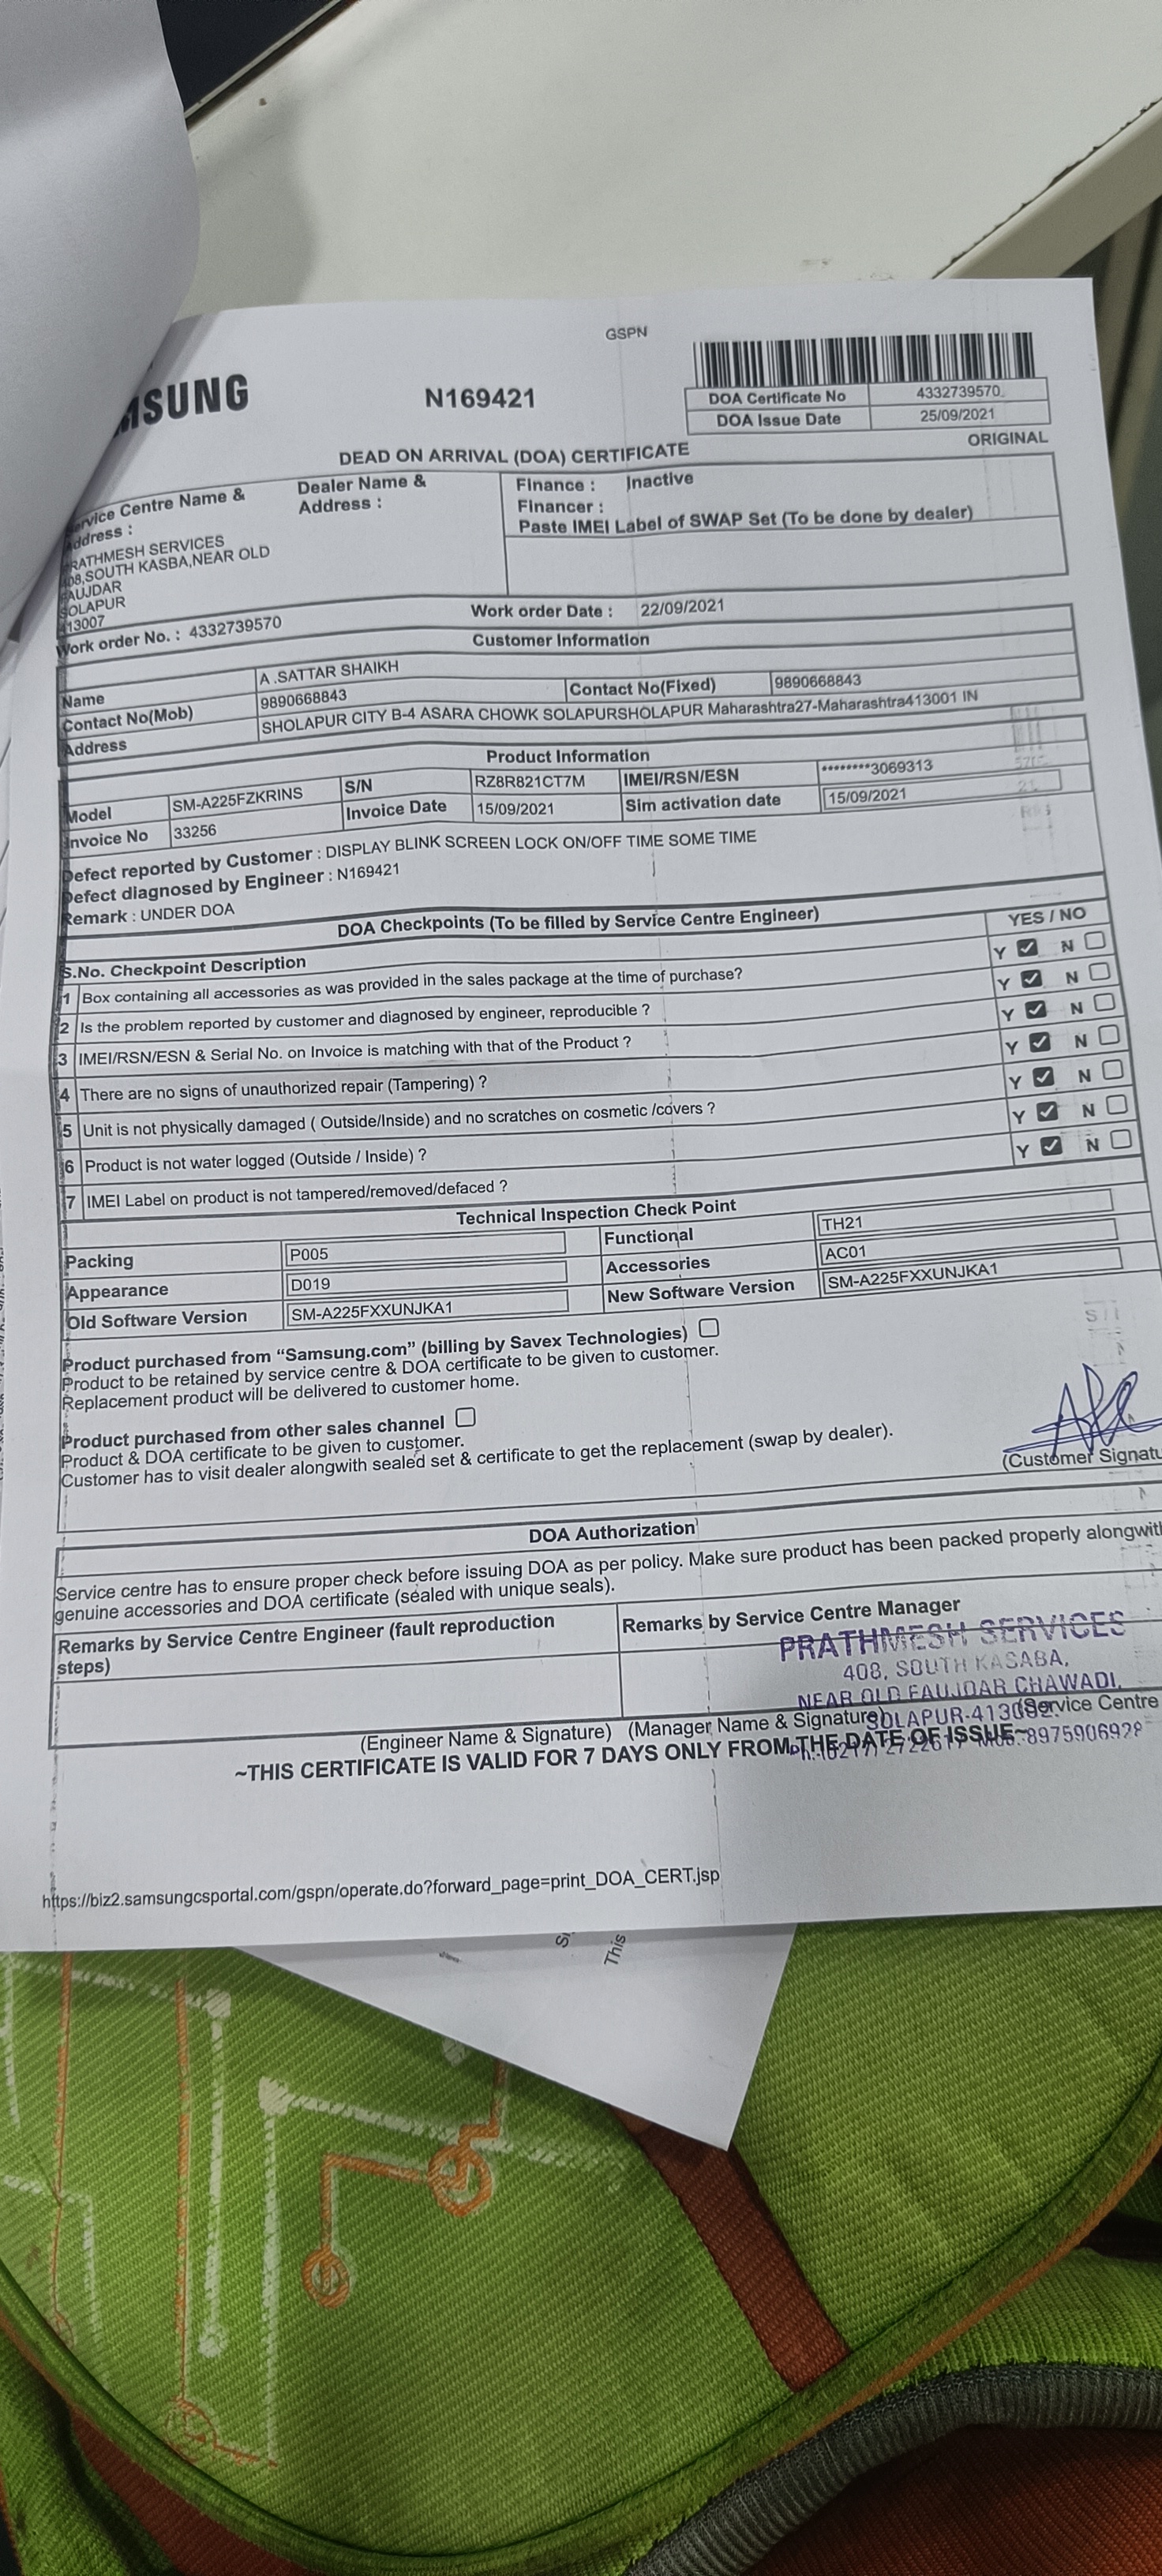 GSPN
SUNG
N169421
DOA Certificate No 4332739570
DOA Issue Date 25/09/2021
ORIGINAL
DEAD ON ARRIVAL (DOA) CERTIFICATE
Service Centre Name & Address :
RATHMESH SERVICES
08,SOUTH KASBA,NEAR OLD
AUJDAR
SOLAPUR
13007
Dealer Name & Address :
Finance : Inactive
Financer :
Paste IMEI Label of SWAP Set (To be done by dealer)
Work order No. : 4332739570 Work order Date : 22/09/2021
Customer Information
Name A .SATTAR SHAIKH
Contact No(Mob) 9890668843 Contact No(Fixed) 9890668843
Address SHOLAPUR CITY B-4 ASARA CHOWK SOLAPURSHOLAPUR Maharashtra27-Maharashtra413001 IN
Product Information
Model SM-A225FZKRINS S/N RZ8R821CT7M IMEI/RSN/ESN ********3069313
Invoice No 33256 Invoice Date 15/09/2021 Sim activation date 15/09/2021
Defect reported by Customer : DISPLAY BLINK SCREEN LOCK ON/OFF TIME SOME TIME
Defect diagnosed by Engineer : N169421
Remark : UNDER DOA
DOA Checkpoints (To be filled by Service Centre Engineer)
S.No. Checkpoint Description YES / NO
1 Box containing all accessories as was provided in the sales package at the time of purchase? Y N
2 Is the problem reported by customer and diagnosed by engineer, reproducible ? Y N
3 IMEI/RSN/ESN & Serial No. on Invoice is matching with that of the Product ? Y N
4 There are no signs of unauthorized repair (Tampering) ? Y N
5 Unit is not physically damaged ( Outside/Inside) and no scratches on cosmetic /covers ? Y N
6 Product is not water logged (Outside / Inside) ? Y N
7 IMEI Label on product is not tampered/removed/defaced ? Y N
Technical Inspection Check Point
Packing P005 Functional TH21
Appearance D019 Accessories AC01
Old Software Version SM-A225FXXUNJKA1 New Software Version SM-A225FXXUNJKA1
Product purchased from “Samsung.com” (billing by Savex Technologies)
Product to be retained by service centre & DOA certificate to be given to customer.
Replacement product will be delivered to customer home.
Product purchased from other sales channel
Product & DOA certificate to be given to customer.
Customer has to visit dealer alongwith sealed set & certificate to get the replacement (swap by dealer).
(Customer Signatu
DOA Authorization
Service centre has to ensure proper check before issuing DOA as per policy. Make sure product has been packed properly alongwith
genuine accessories and DOA certificate (sealed with unique seals).
Remarks by Service Centre Engineer (fault reproduction steps)
Remarks by Service Centre Manager
PRATHMESH SERVICES
408, SOUTH KASABA,
NEAR OLD FAUJDAR CHAWADI,
(Engineer Name & Signature) (Manager Name & Signature) (Service Centre
~THIS CERTIFICATE IS VALID FOR 7 DAYS ONLY FROM THE DATE OF ISSUE~
https://biz2.samsungcsportal.com/gspn/operate.do?forward_page=print_DOA_CERT.jsp
This